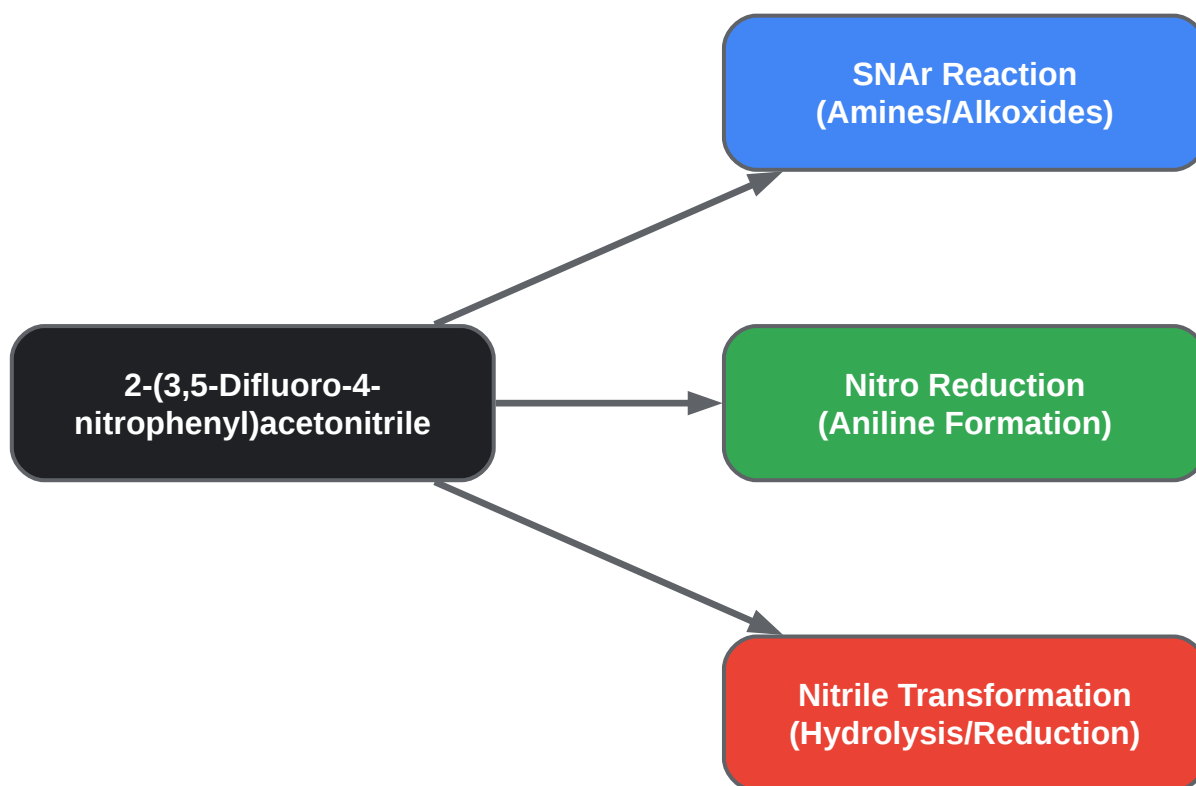 SNAr Reaction
(Amines/Alkoxides)
2-(3,5-Difluoro-4-
nitrophenyl)acetonitrile
Nitro Reduction
(Aniline Formation)
Nitrile Transformation
(Hydrolysis/Reduction)